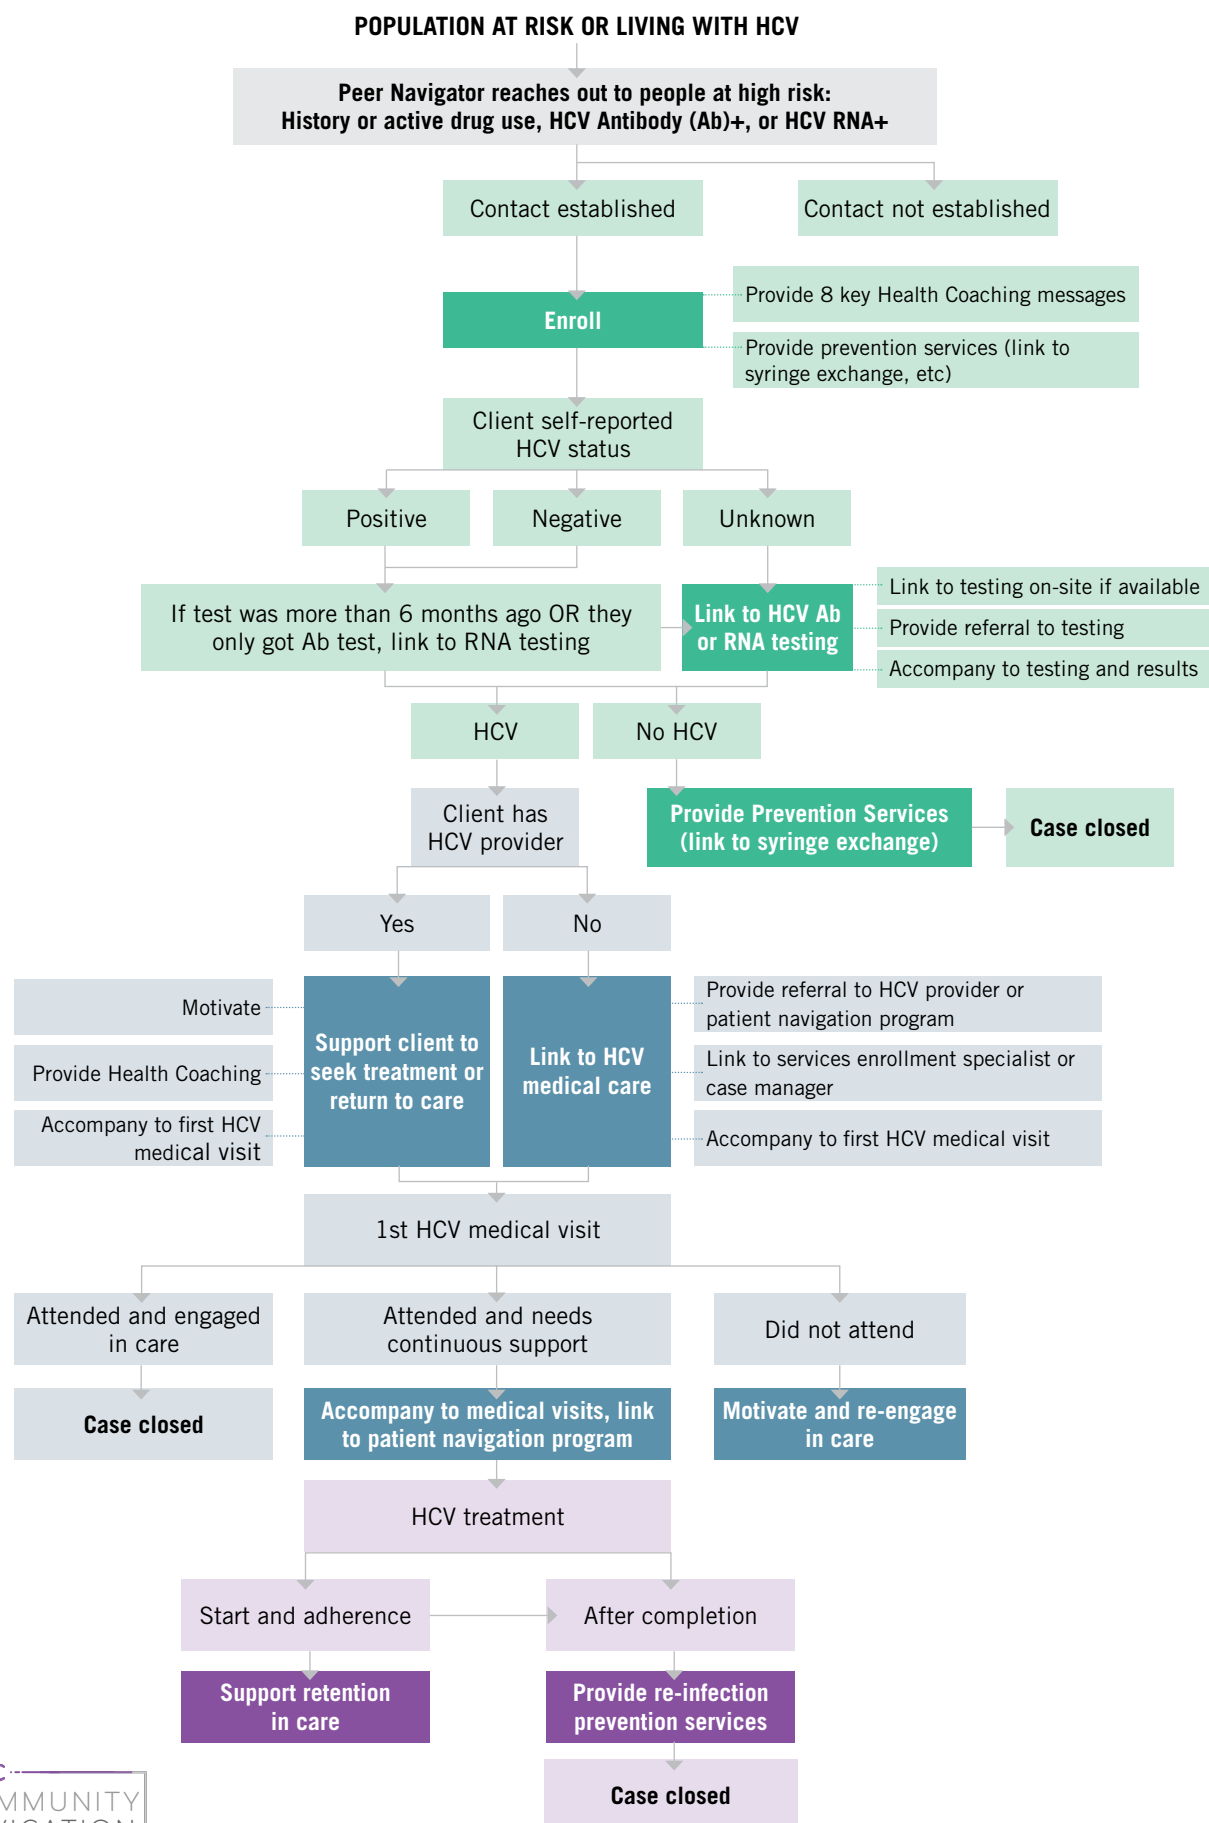 POPULATION AT RISK OR LIVING WITH HCV
Peer Navigator reaches out to people at high risk:
History or active drug use, HCV Antibody (Ab)+, or HCV RNA+
Contact established
Contact not established
Enroll
Provide 8 key Health Coaching messages
Provide prevention services (link to
syringe exchange, etc)
Client self-reported
HCV status
Positive
Negative
Unknown
If test was more than 6 months ago OR they
only got Ab test, link to RNA testing
Link to HCV Ab
or RNA testing
Link to testing on-site if available
Provide referral to testing
Accompany to testing and results
HCV
No HCV
Client has
HCV provider
Provide Prevention Services
(link to syringe exchange)
Case closed
Yes
No
Motivate
Provide Health Coaching
Accompany to first HCV
medical visit
Support client to
seek treatment or
return to care
Link to HCV
medical care
Provide referral to HCV provider or
patient navigation program
Link to services enrollment specialist or
case manager
Accompany to first HCV medical visit
1st HCV medical visit
Attended and engaged
in care
Attended and needs
continuous support
Did not attend
Case closed
Accompany to medical visits, link
to patient navigation program
Motivate and re-engage
in care
HCV treatment
Start and adherence
After completion
Support retention
in care
Provide re-infection
prevention services
Case closed